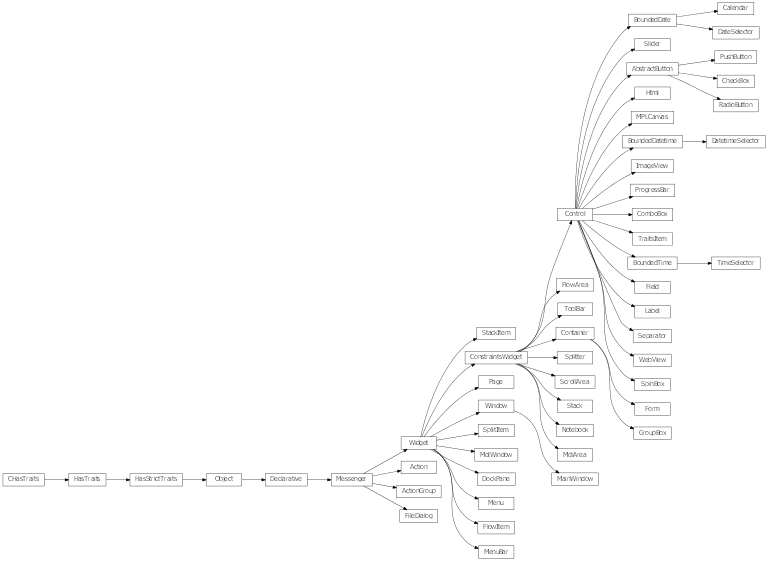 Calendar
BoundedDate
DateSelector
Slider
PushButton
AbstractButton
CheckBox
Html
RadioButton
MPLCanvas
BoundedDatetime
DatetimeSelector
ImageView
ProgressBar
Control
ComboBox
TraitsItem
BoundedTime
TimeSelector
FlowArea
Field
ToolBar
Label
StackItem
Container
Separator
ConstraintsWidget
Splitter
WebView
Page
ScrollArea
SpinBox
Window
Stack
Form
SplitItem
Notebook
GroupBox
Widget
MdiWindow
MdiArea
Action
CHasTraits
HasTraits
HasStrictTraits
Object
Declarative
Messenger
DockPane
MainWindow
ActionGroup
Menu
FileDialog
FlowItem
MenuBar